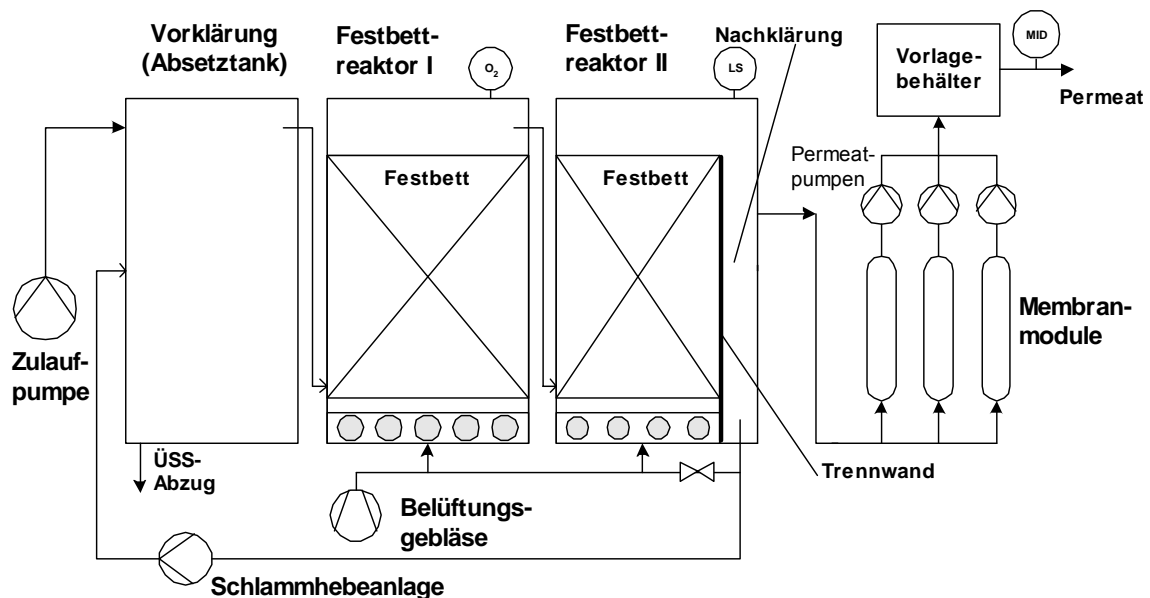 Vorklärung
(Absetztank)
Festbett-
reaktor I
Festbett-
reaktor II
Nachklärung
O2
LS
MID
Vorlage-
behälter
Permeat
Permeat-
pumpen
Festbett
Festbett
Membran-
module
Zulauf-
pumpe
ÜSS-
Abzug
Trennwand
Belüftungs-
gebläse
Schlammhebeanlage